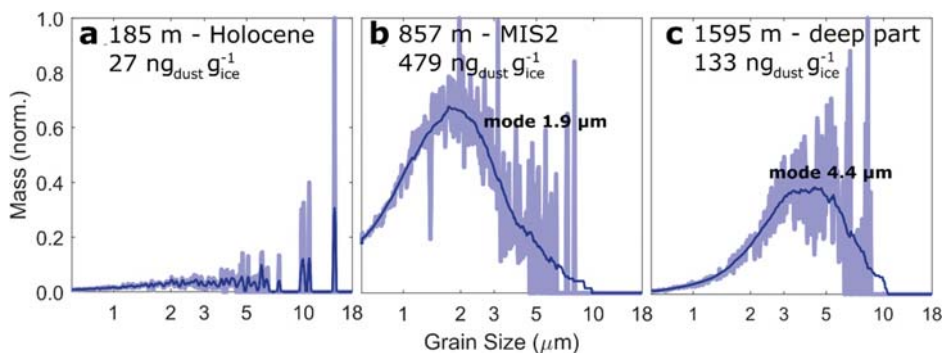 a 185 m - Holocene
27 ng_dust g_ice^-1
b 857 m - MIS2
479 ng_dust g_ice^-1
c 1595 m - deep part
133 ng_dust g_ice^-1
mode 1.9 µm
mode 4.4 µm
Mass (norm.)
1.0
0.8
0.6
0.4
0.2
0.0
1 2 3 5 10 18
1 2 3 5 10 18
1 2 3 5 10 18
Grain Size (µm)